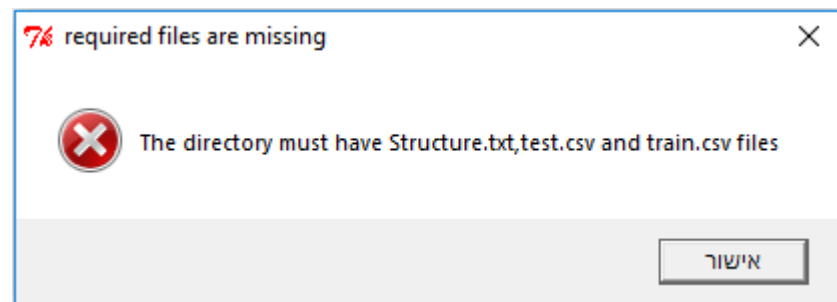 required files are missing
The directory must have Structure.txt,test.csv and train.csv files
אישור